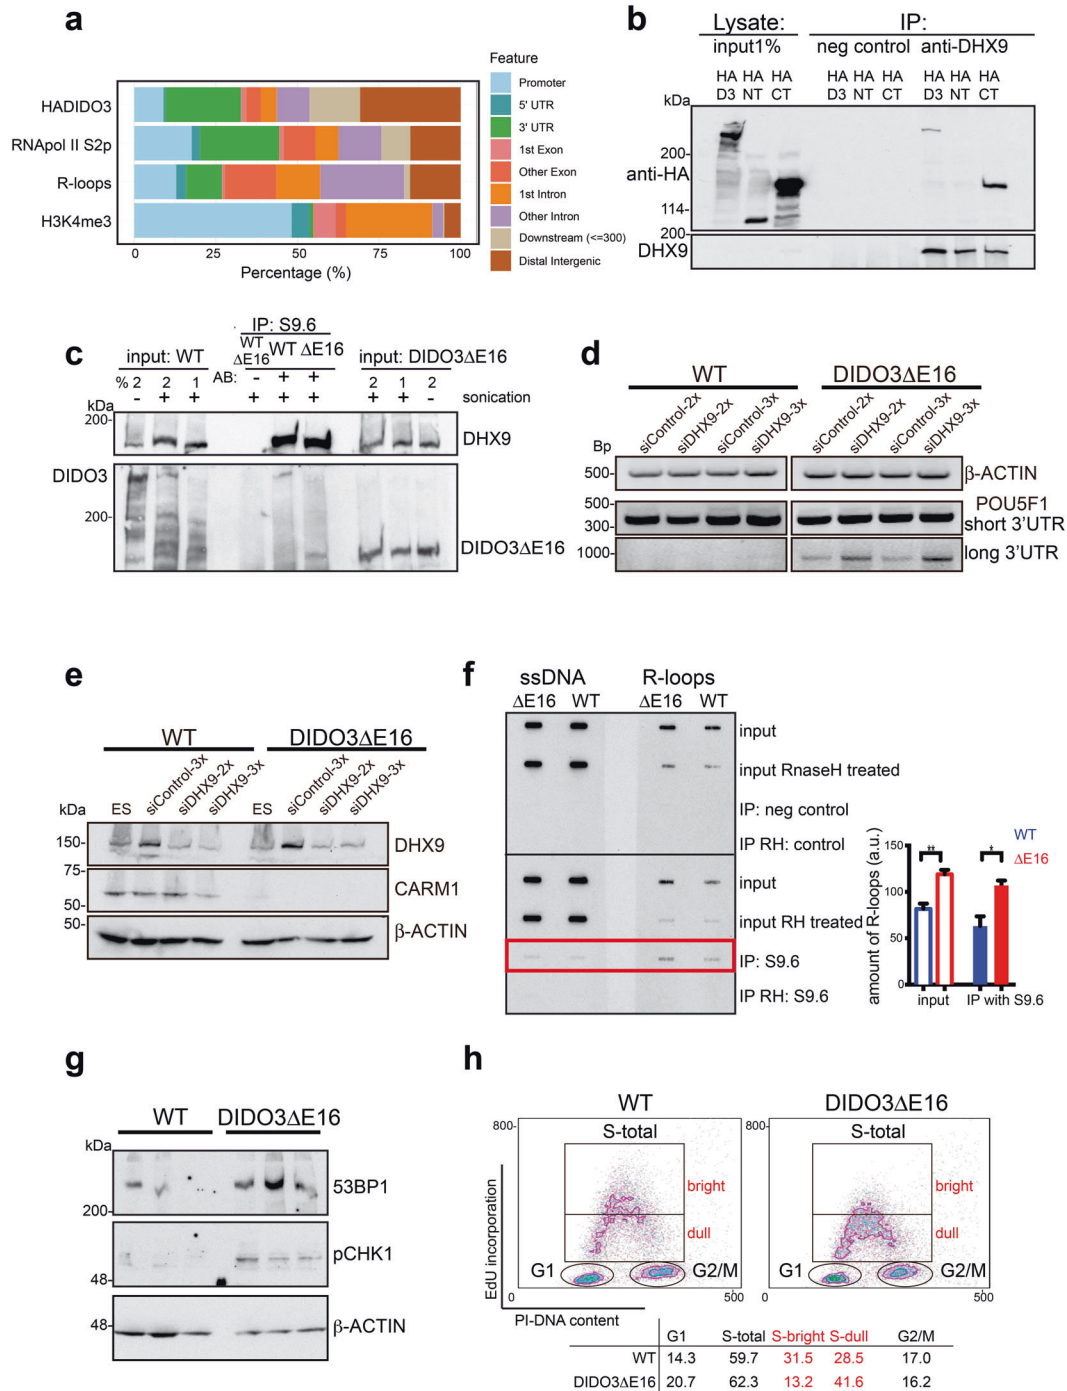 a
Feature
Promoter
5' UTR
3' UTR
1st Exon
Other Exon
1st Intron
Other Intron
Downstream (<=300)
Distal Intergenic
HADIDO3
RNApol II S2p
R-loops
H3K4me3
0 25 50 75 100
Percentage (%)
b
Lysate: IP:
input1% neg control anti-DHX9
HA HA HA HA HA HA HA HA HA
D3 NT CT D3 NT CT D3 NT CT
kDa
200-
anti-HA
114-
200-
DHX9
c
IP: S9.6
input: WT WT ΔE16 WT ΔE16 input: DIDO3ΔE16
% 2 2 1 AB: - + + 2 1 2
- + + + + + + + - sonication
kDa
200-
DHX9
DIDO3
200-
DIDO3ΔE16
d
WT DIDO3ΔE16
siControl-2x siDHX9-2x siControl-3x siDHX9-3x siControl-2x siDHX9-2x siControl-3x siDHX9-3x
Bp
500- β-ACTIN
500- POU5F1
300- short 3'UTR
1000- long 3'UTR
e
WT DIDO3ΔE16
ES siControl-3x siDHX9-2x siDHX9-3x ES siControl-3x siDHX9-2x siDHX9-3x
kDa
150- DHX9
75-
CARM1
50-
50-
β-ACTIN
f
ssDNA R-loops
ΔE16 WT ΔE16 WT
input
input RnaseH treated
IP: neg control
IP RH: control
input
input RH treated
IP: S9.6
IP RH: S9.6
WT
ΔE16
amount of R-loops (a.u.)
150
100
50
0
** *
input IP with S9.6
g
WT DIDO3ΔE16
kDa
53BP1
200-
pCHK1
48-
48- β-ACTIN
h
WT DIDO3ΔE16
800- S-total 800- S-total
bright bright
dull dull
G1 G2/M G1 G2/M
0 500 0 500
EdU incorporation
PI-DNA content
G1 S-total S-bright S-dull G2/M
WT 14.3 59.7 31.5 28.5 17.0
DIDO3ΔE16 20.7 62.3 13.2 41.6 16.2